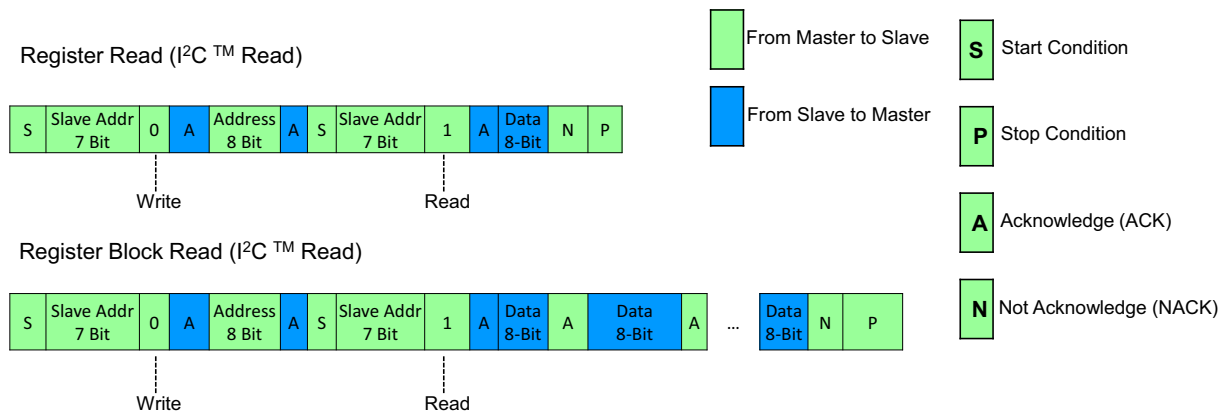 Register Read (I²C ™ Read)
S Slave Addr 7 Bit 0 A Address 8 Bit A S Slave Addr 7 Bit 1 A Data 8-Bit N P
Write Read
Register Block Read (I²C ™ Read)
S Slave Addr 7 Bit 0 A Address 8 Bit A S Slave Addr 7 Bit 1 A Data 8-Bit A Data 8-Bit A ... Data 8-Bit N P
Write Read
From Master to Slave
From Slave to Master
S Start Condition
P Stop Condition
A Acknowledge (ACK)
N Not Acknowledge (NACK)